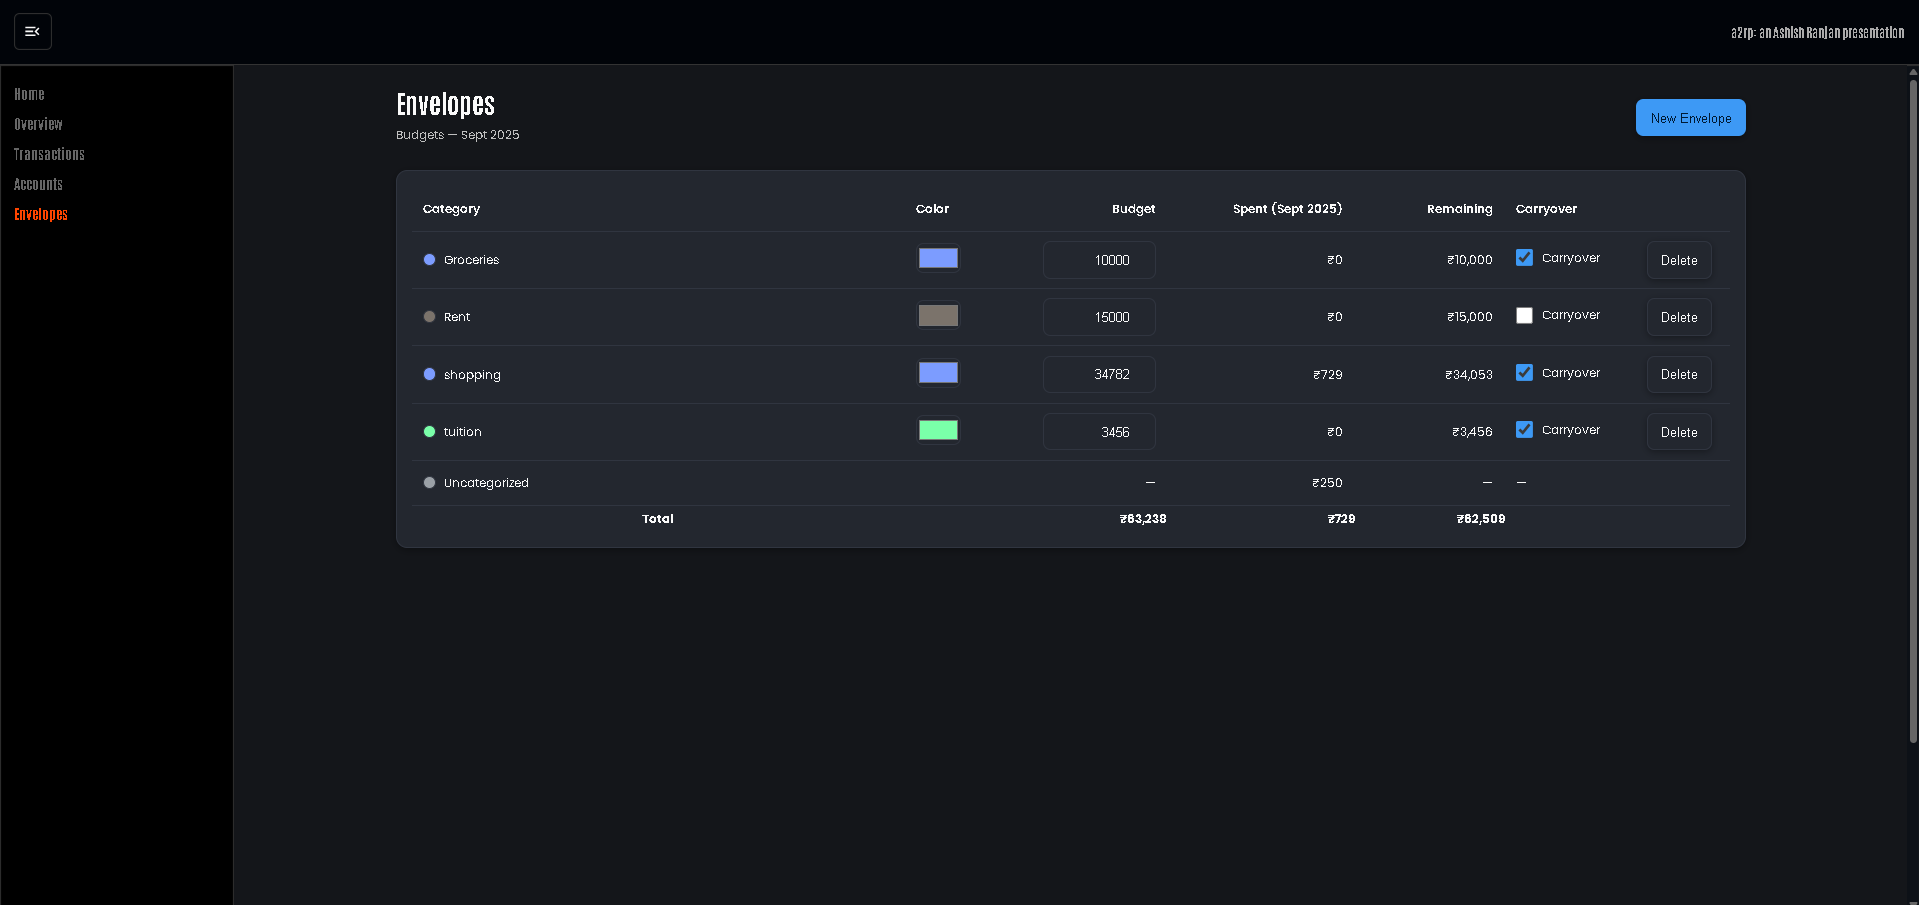 a2rp: an Ashish Ranjan presentation
Home
Overview
Transactions
Accounts
Envelopes
Envelopes
Budgets — Sept 2025
New Envelope
Category Color Budget Spent (Sept 2025) Remaining Carryover
Groceries 10000 ₹0 ₹10,000 Carryover Delete
Rent 15000 ₹0 ₹15,000 Carryover Delete
shopping 34782 ₹729 ₹34,053 Carryover Delete
tuition 3456 ₹0 ₹3,456 Carryover Delete
Uncategorized — ₹250 — —
Total ₹63,238 ₹729 ₹62,509